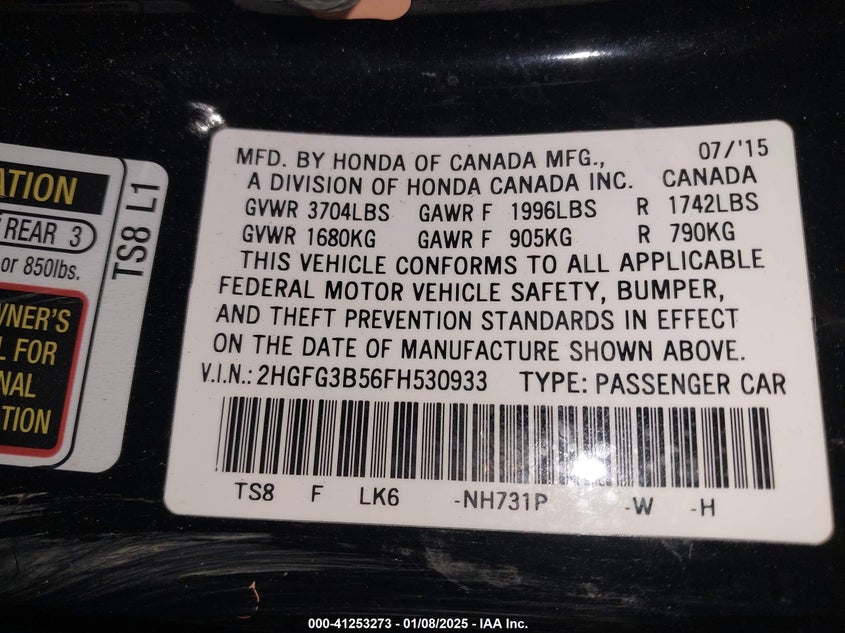 ATION
REAR 3
or 850lbs.
WNER'S
L FOR
NAL
TION
TS8 L1
MFD. BY HONDA OF CANADA MFG., 07/'15
A DIVISION OF HONDA CANADA INC. CANADA
GVWR 3704LBS GAWR F 1996LBS R 1742LBS
GVWR 1680KG GAWR F 905KG R 790KG
THIS VEHICLE CONFORMS TO ALL APPLICABLE
FEDERAL MOTOR VEHICLE SAFETY, BUMPER,
AND THEFT PREVENTION STANDARDS IN EFFECT
ON THE DATE OF MANUFACTURE SHOWN ABOVE.
V.I.N.: 2HGFG3B56FH530933 TYPE: PASSENGER CAR
TS8 F LK6 -NH731P -W -H
000-41253273 - 01/08/2025 - IAA Inc.